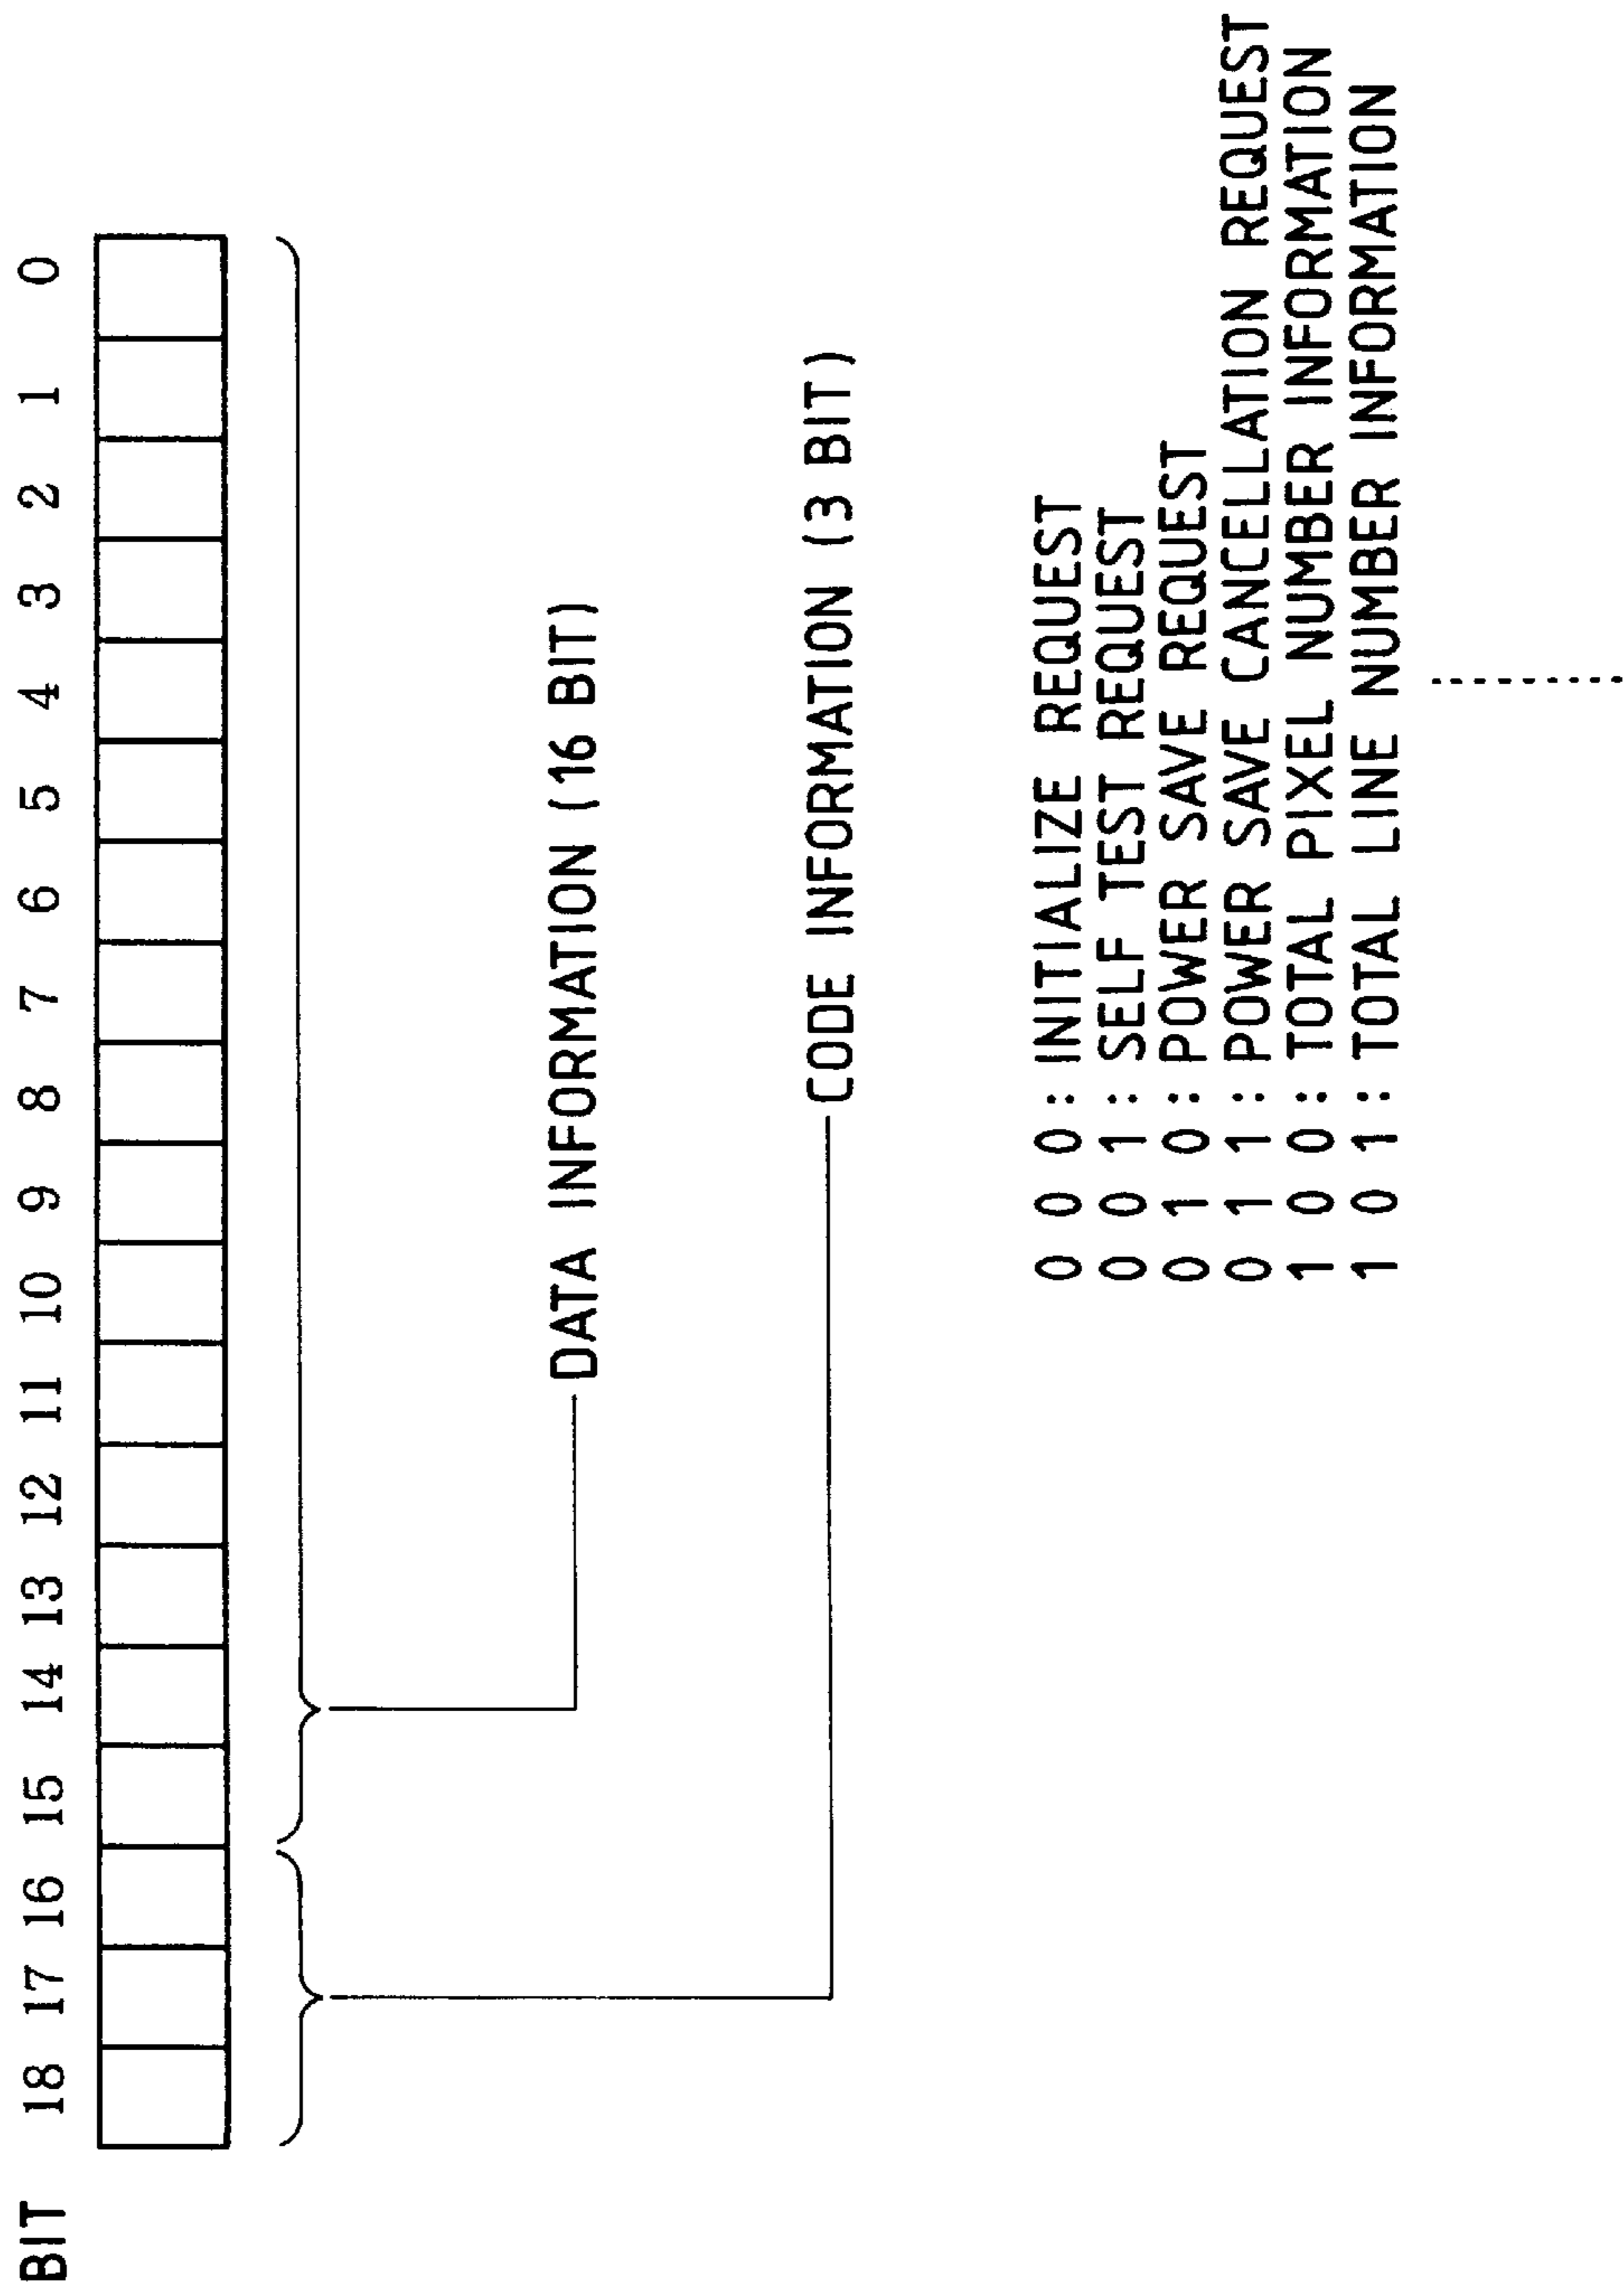 BIT 18 17 16 15 14 13 12 11 10 9 8 7 6 5 4 3 2 1 0
DATA INFORMATION (16 BIT)
CODE INFORMATION (3 BIT)
0 0 0 : INITIALIZE REQUEST
0 0 1 : SELF TEST REQUEST
0 1 0 : POWER SAVE REQUEST
0 1 1 : POWER SAVE CANCELLATION REQUEST
1 0 0 : TOTAL PIXEL NUMBER INFORMATION
1 0 1 : TOTAL LINE NUMBER INFORMATION